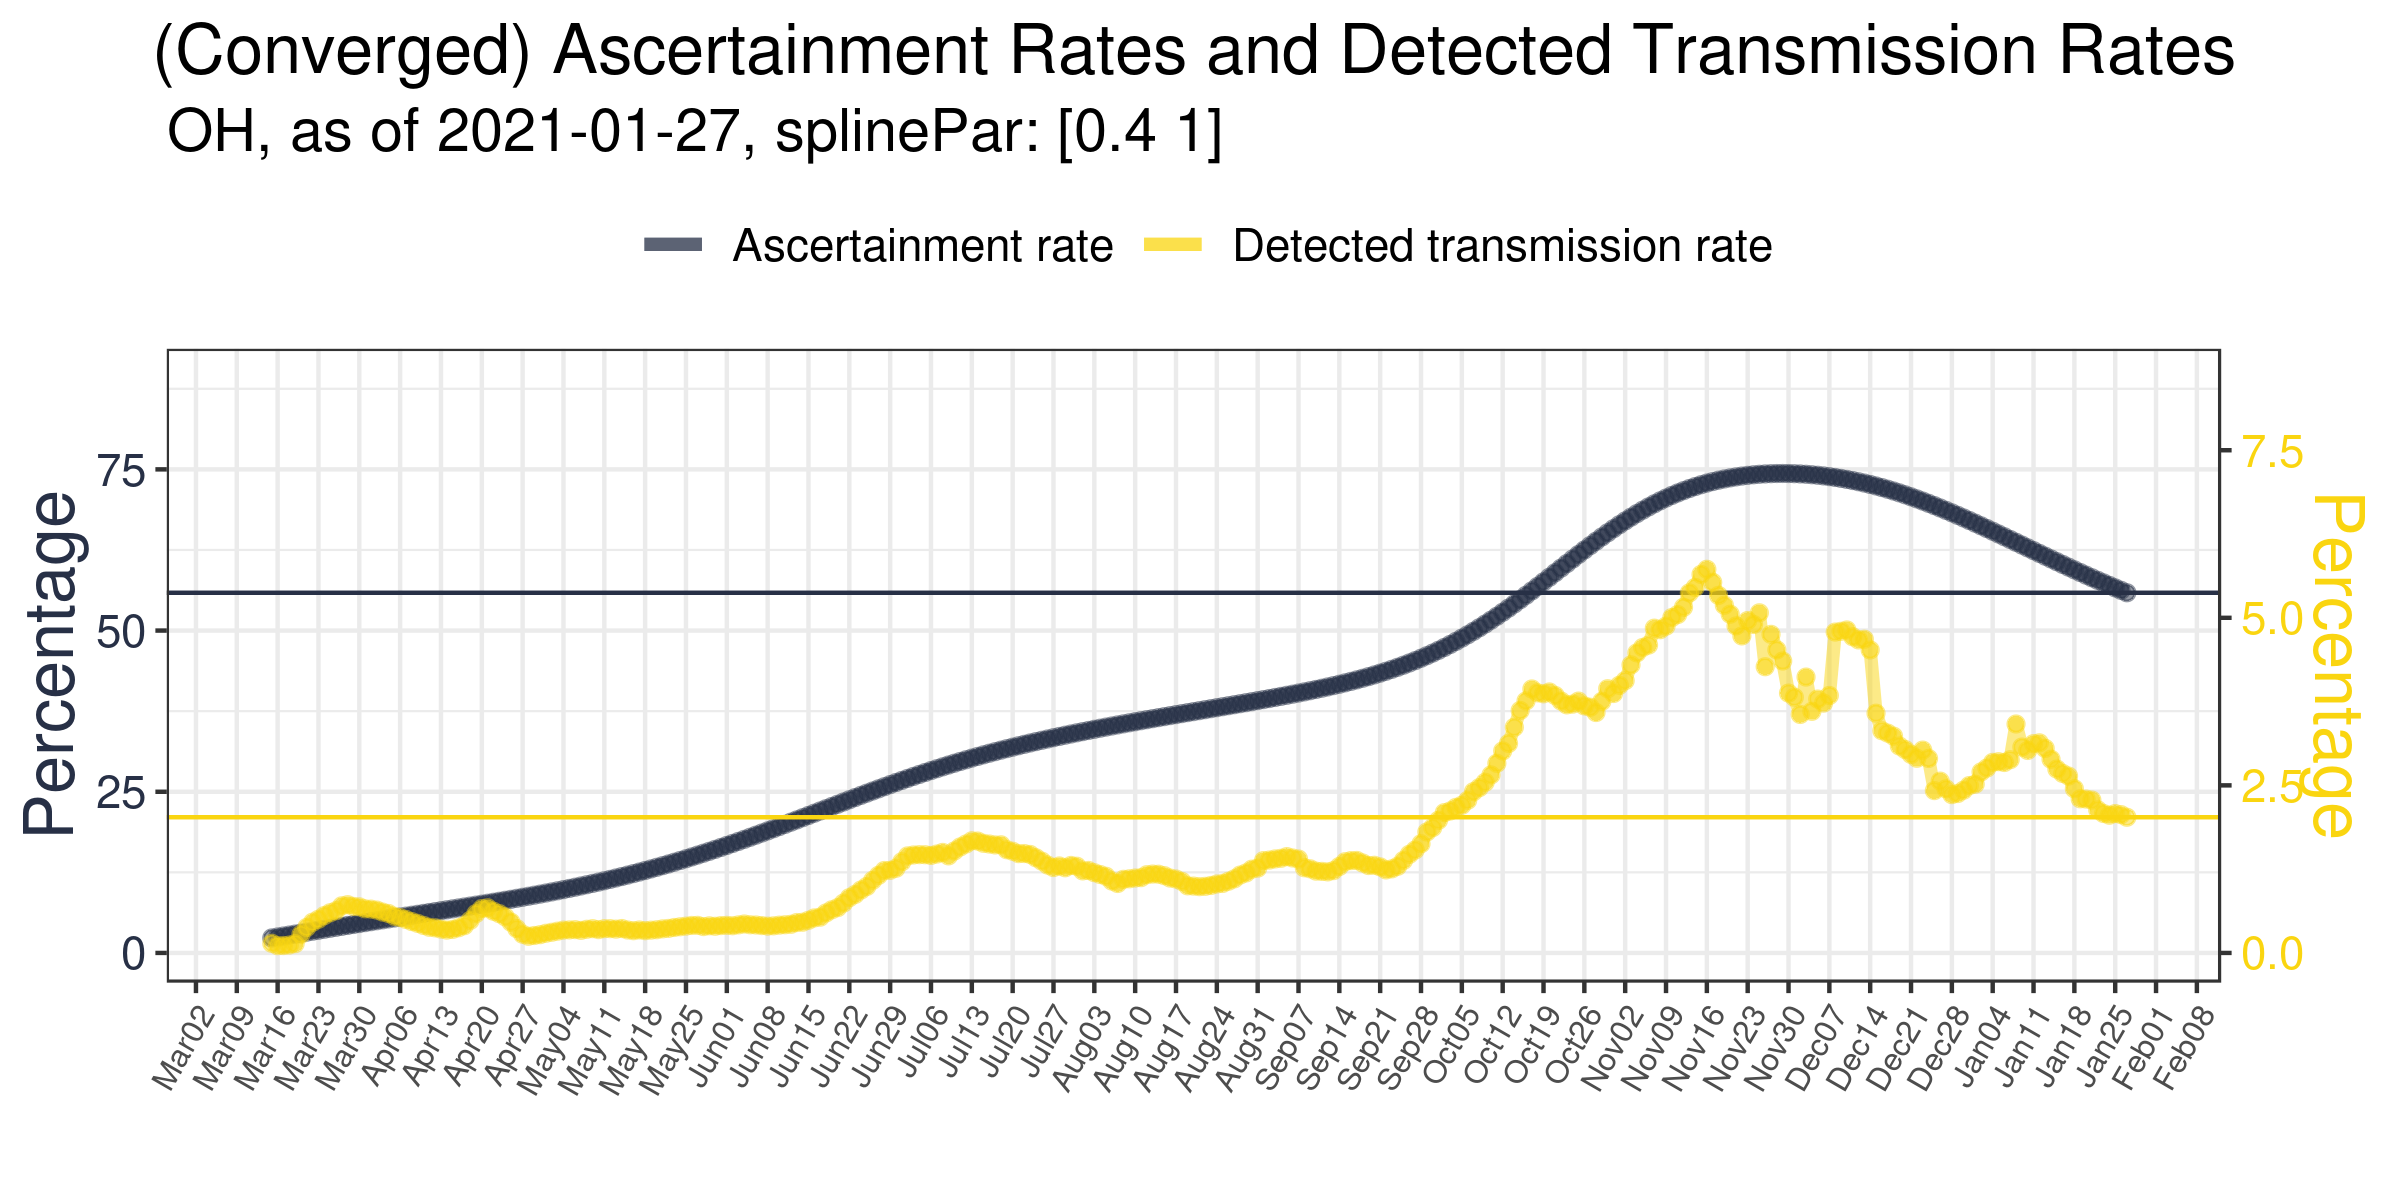 (Converged) Ascertainment Rates and Detected Transmission Rates
OH, as of 2021-01-27, splinePar: [0.4 1]
Ascertainment rate
Detected transmission rate
Percentage
75
50
25
0
7.5
5.0
2.5
0.0
Percentage
Mar02
Mar09
Mar16
Mar23
Mar30
Apr06
Apr13
Apr20
Apr27
May04
May11
May18
May25
Jun01
Jun08
Jun15
Jun22
Jun29
Jul06
Jul13
Jul20
Jul27
Aug03
Aug10
Aug17
Aug24
Aug31
Sep07
Sep14
Sep21
Sep28
Oct05
Oct12
Oct19
Oct26
Nov02
Nov09
Nov16
Nov23
Nov30
Dec07
Dec14
Dec21
Dec28
Jan04
Jan11
Jan18
Jan25
Feb01
Feb08